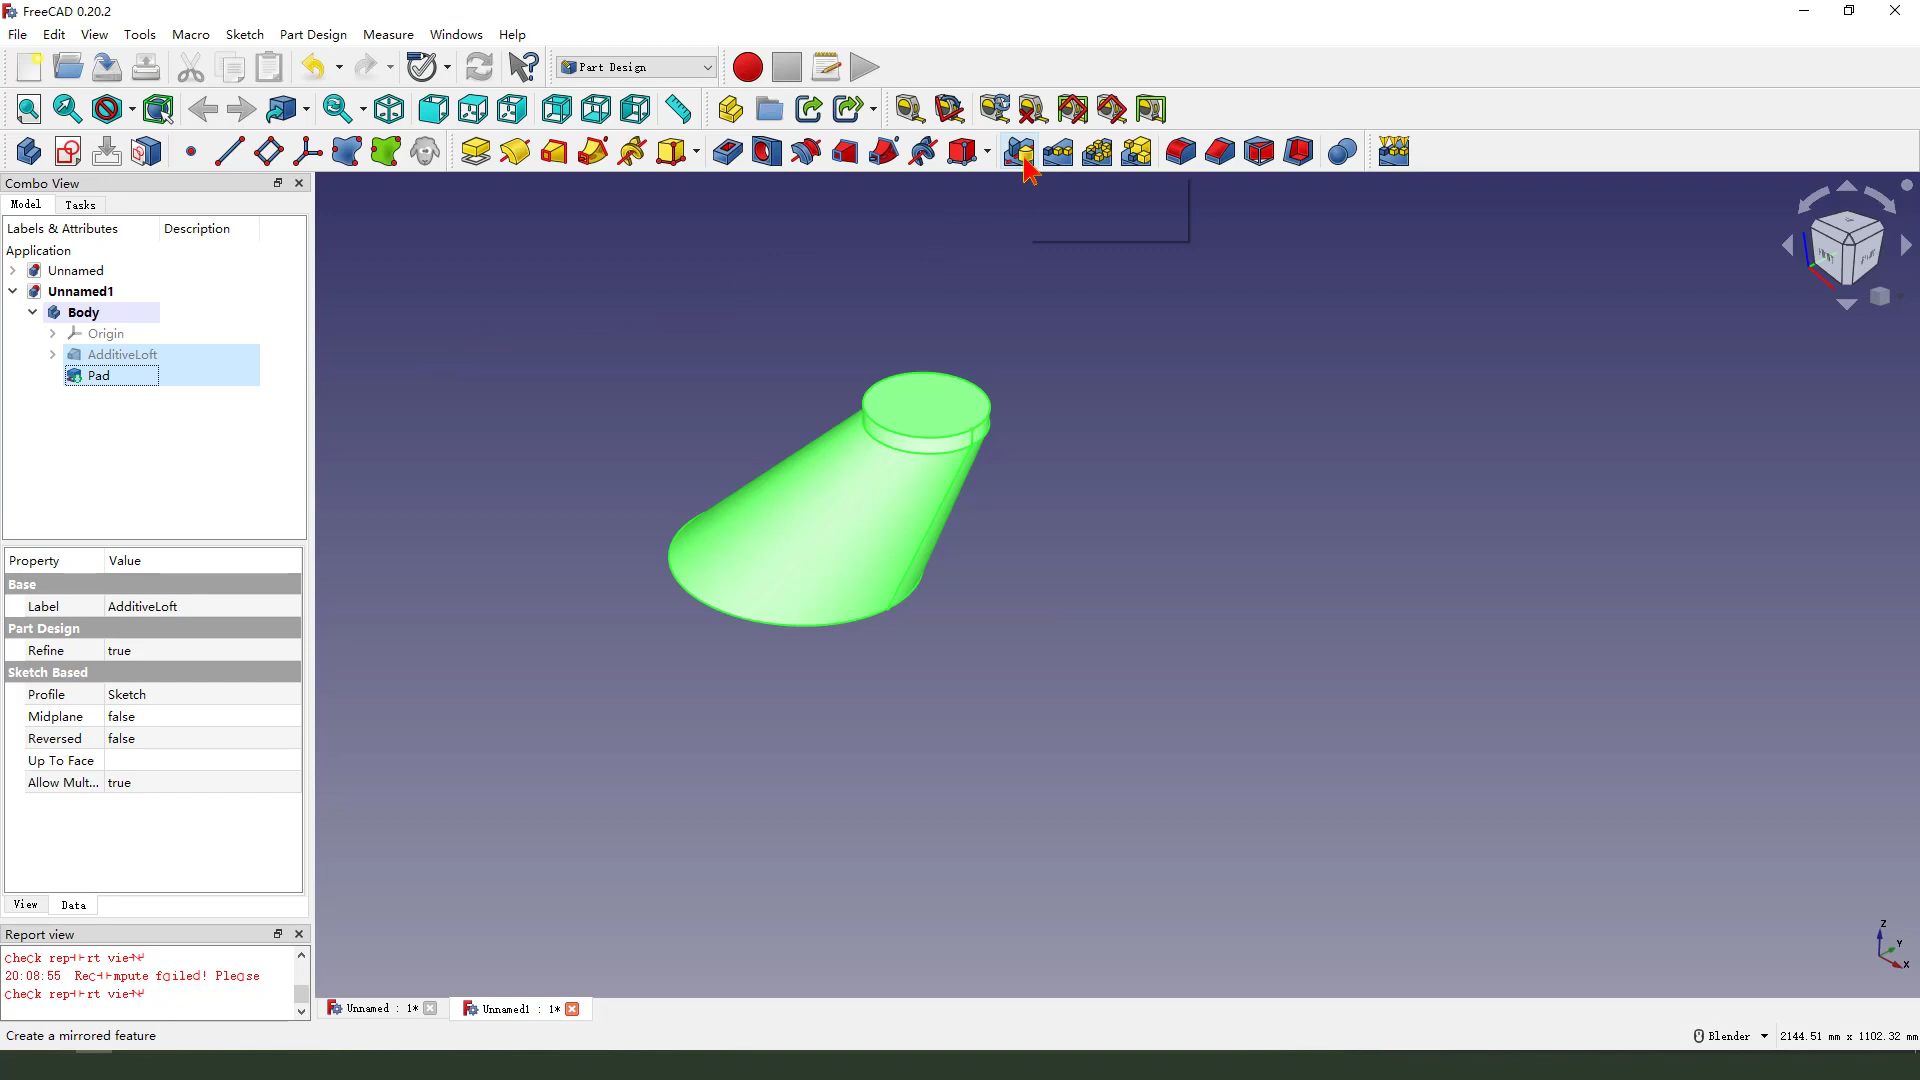 FreeCAD 0.20.2
File Edit View Tools Macro Sketch Part Design Measure Windows Help
Part Design
Combo View
Model Tasks
Labels & Attributes Description
Application
Unnamed
Unnamed1
Body
Origin
AdditiveLoft
Pad
Property Value
Base
Label AdditiveLoft
Part Design
Refine true
Sketch Based
Profile Sketch
Midplane false
Reversed false
Up To Face
Allow Mult... true
View Data
Report view
20:08:55
Unnamed : 1* Unnamed1 : 1*
Create a mirrored feature
Blender 2144.51 mm x 1102.32 mm
Z
Y
X